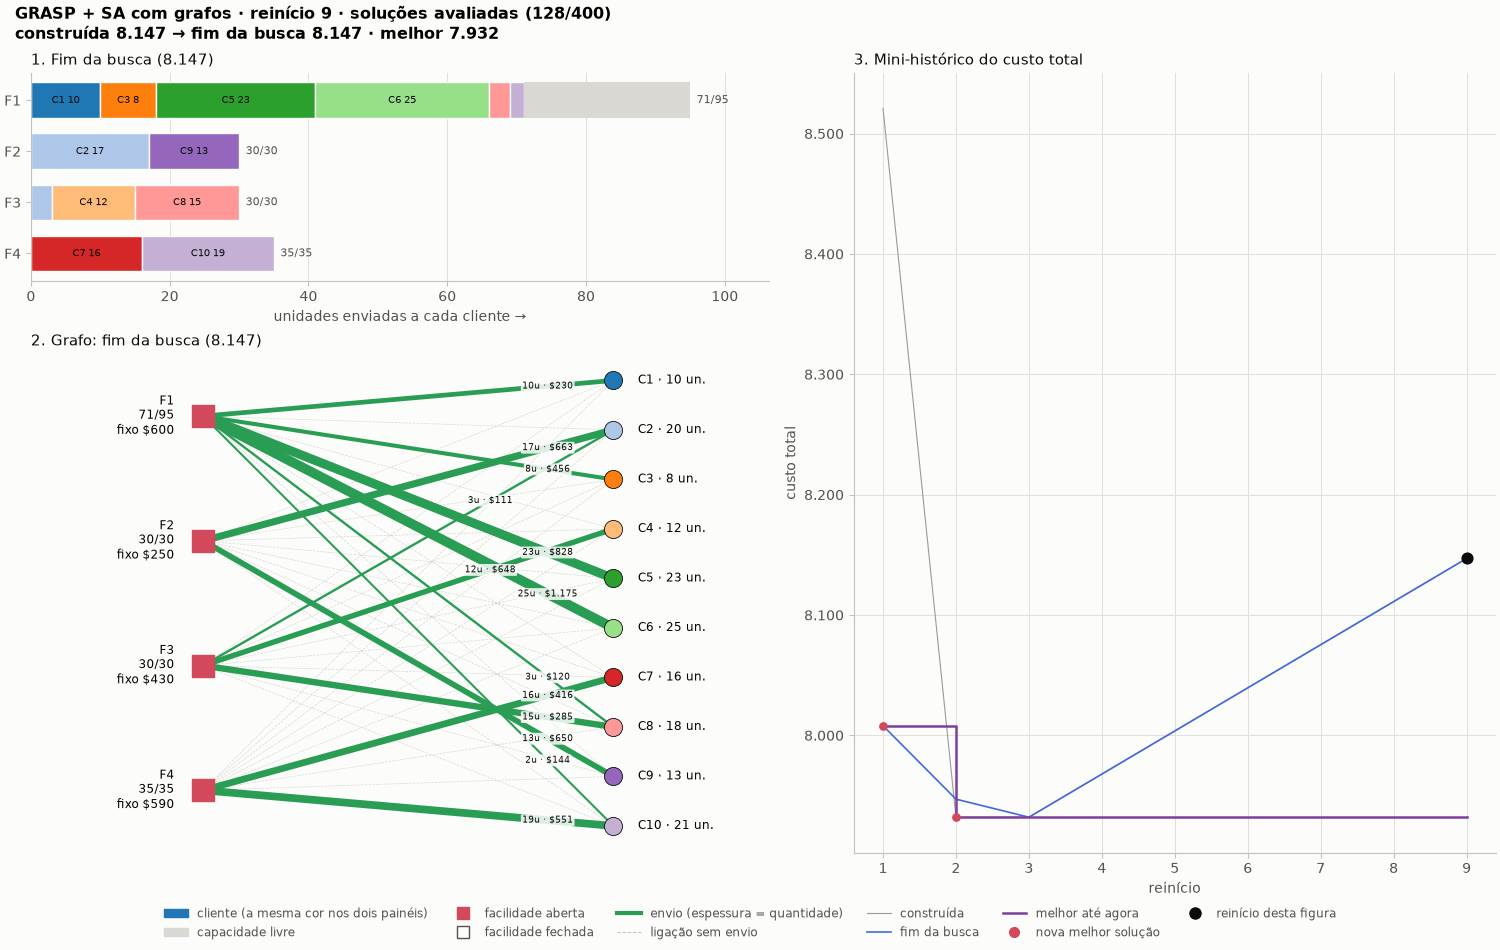 GRASP + SA com grafos · reinício 9 · soluções avaliadas (128/400)
construída 8.147 → fim da busca 8.147 · melhor 7.932
1. Fim da busca (8.147)
F1
C1 10
C3 8
C5 23
C6 25
71/95
F2
C2 17
C9 13
30/30
F3
C4 12
C8 15
30/30
F4
C7 16
C10 19
35/35
0
20
40
60
80
100
unidades enviadas a cada cliente →
2. Grafo: fim da busca (8.147)
F1
71/95
fixo $600
F2
30/30
fixo $250
F3
30/30
fixo $430
F4
35/35
fixo $590
10u · $230
17u · $663
8u · $456
3u · $111
23u · $828
12u · $648
25u · $1.175
3u · $120
16u · $416
15u · $285
13u · $650
2u · $144
19u · $551
C1 · 10 un.
C2 · 20 un.
C3 · 8 un.
C4 · 12 un.
C5 · 23 un.
C6 · 25 un.
C7 · 16 un.
C8 · 18 un.
C9 · 13 un.
C10 · 21 un.
3. Mini-histórico do custo total
8.500
8.400
8.300
8.200
8.100
8.000
custo total
1
2
3
4
5
6
7
8
9
reinício
cliente (a mesma cor nos dois painéis)
capacidade livre
facilidade aberta
facilidade fechada
envio (espessura = quantidade)
ligação sem envio
construída
fim da busca
melhor até agora
nova melhor solução
reinício desta figura